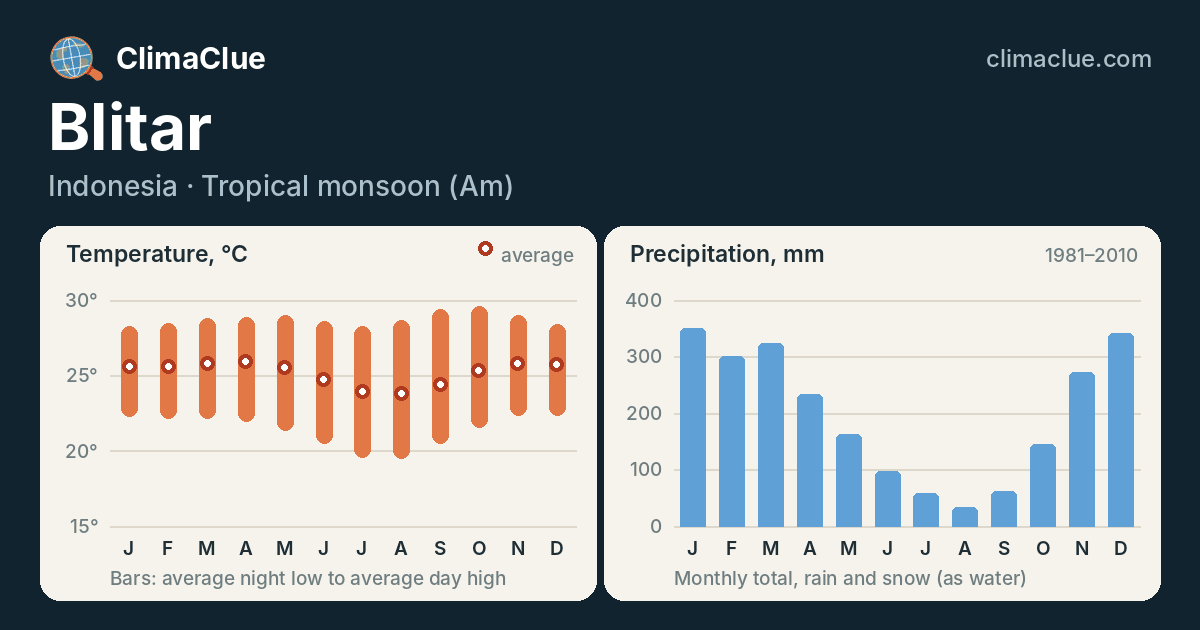 ClimaClue
climaclue.com
Blitar
Indonesia · Tropical monsoon (Am)
Temperature, °C
average
30°
25°
20°
15°
J F M A M J J A S O N D
Bars: average night low to average day high
Precipitation, mm
1981–2010
400
300
200
100
0
J F M A M J J A S O N D
Monthly total, rain and snow (as water)